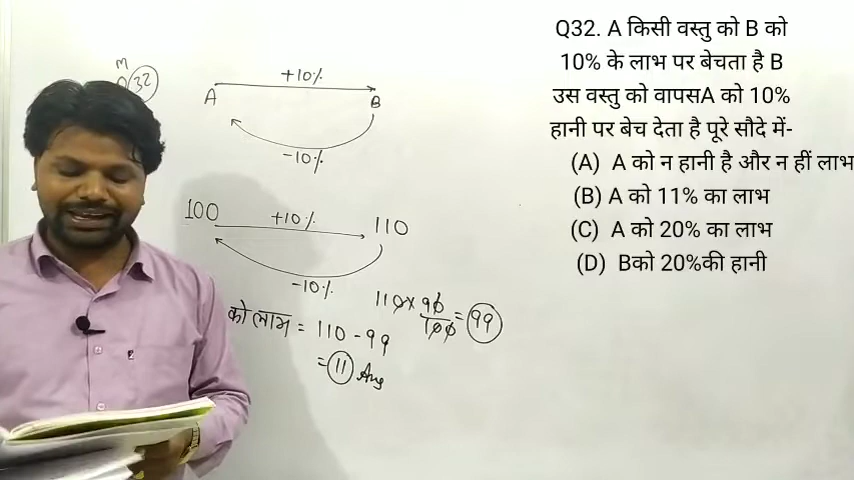 Q32. A किसी वस्तु को B को
10% के लाभ पर बेचता है B
उस वस्तु को वापसA को 10%
हानी पर बेच देता है पूरे सौदे में-
(A) A को न हानी है और न हीं लाभ
(B) A को 11% का लाभ
(C) A को 20% का लाभ
(D) Bको 20%की हानी
m
32
+10%
A B
-10%
100 +10% 110
-10%
110 × 90/100 = 99
को लाभ = 110 - 99
= 11 Ans